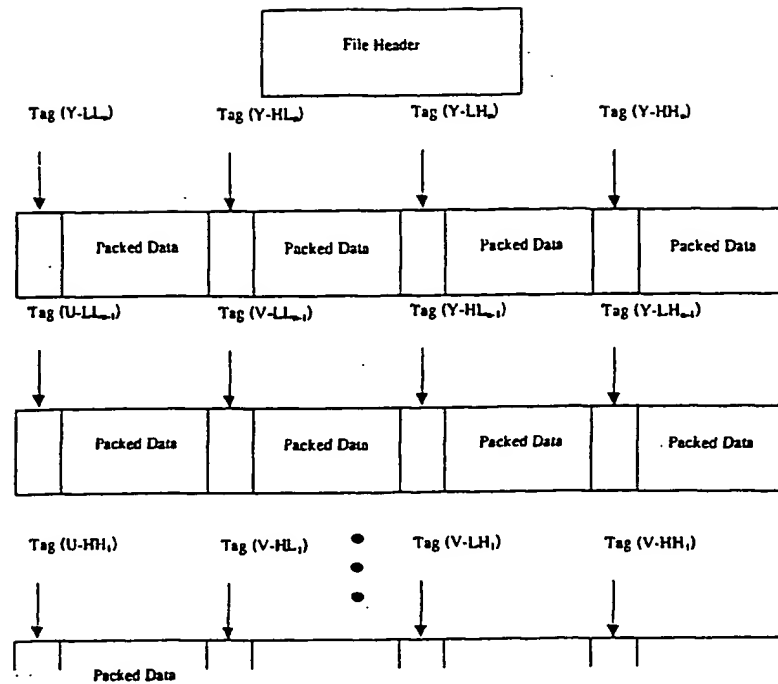 File Header
Tag (Y-LLₙ) Tag (Y-HLₙ) Tag (Y-LHₙ) Tag (Y-HHₙ)
Packed Data Packed Data Packed Data Packed Data
Tag (U-LLₙ₋₁) Tag (V-LLₙ₋₁) Tag (Y-HLₙ₋₁) Tag (Y-LHₙ₋₁)
Packed Data Packed Data Packed Data Packed Data
Tag (U-HH₁) Tag (V-HL₁) Tag (V-LH₁) Tag (V-HH₁)
Packed Data